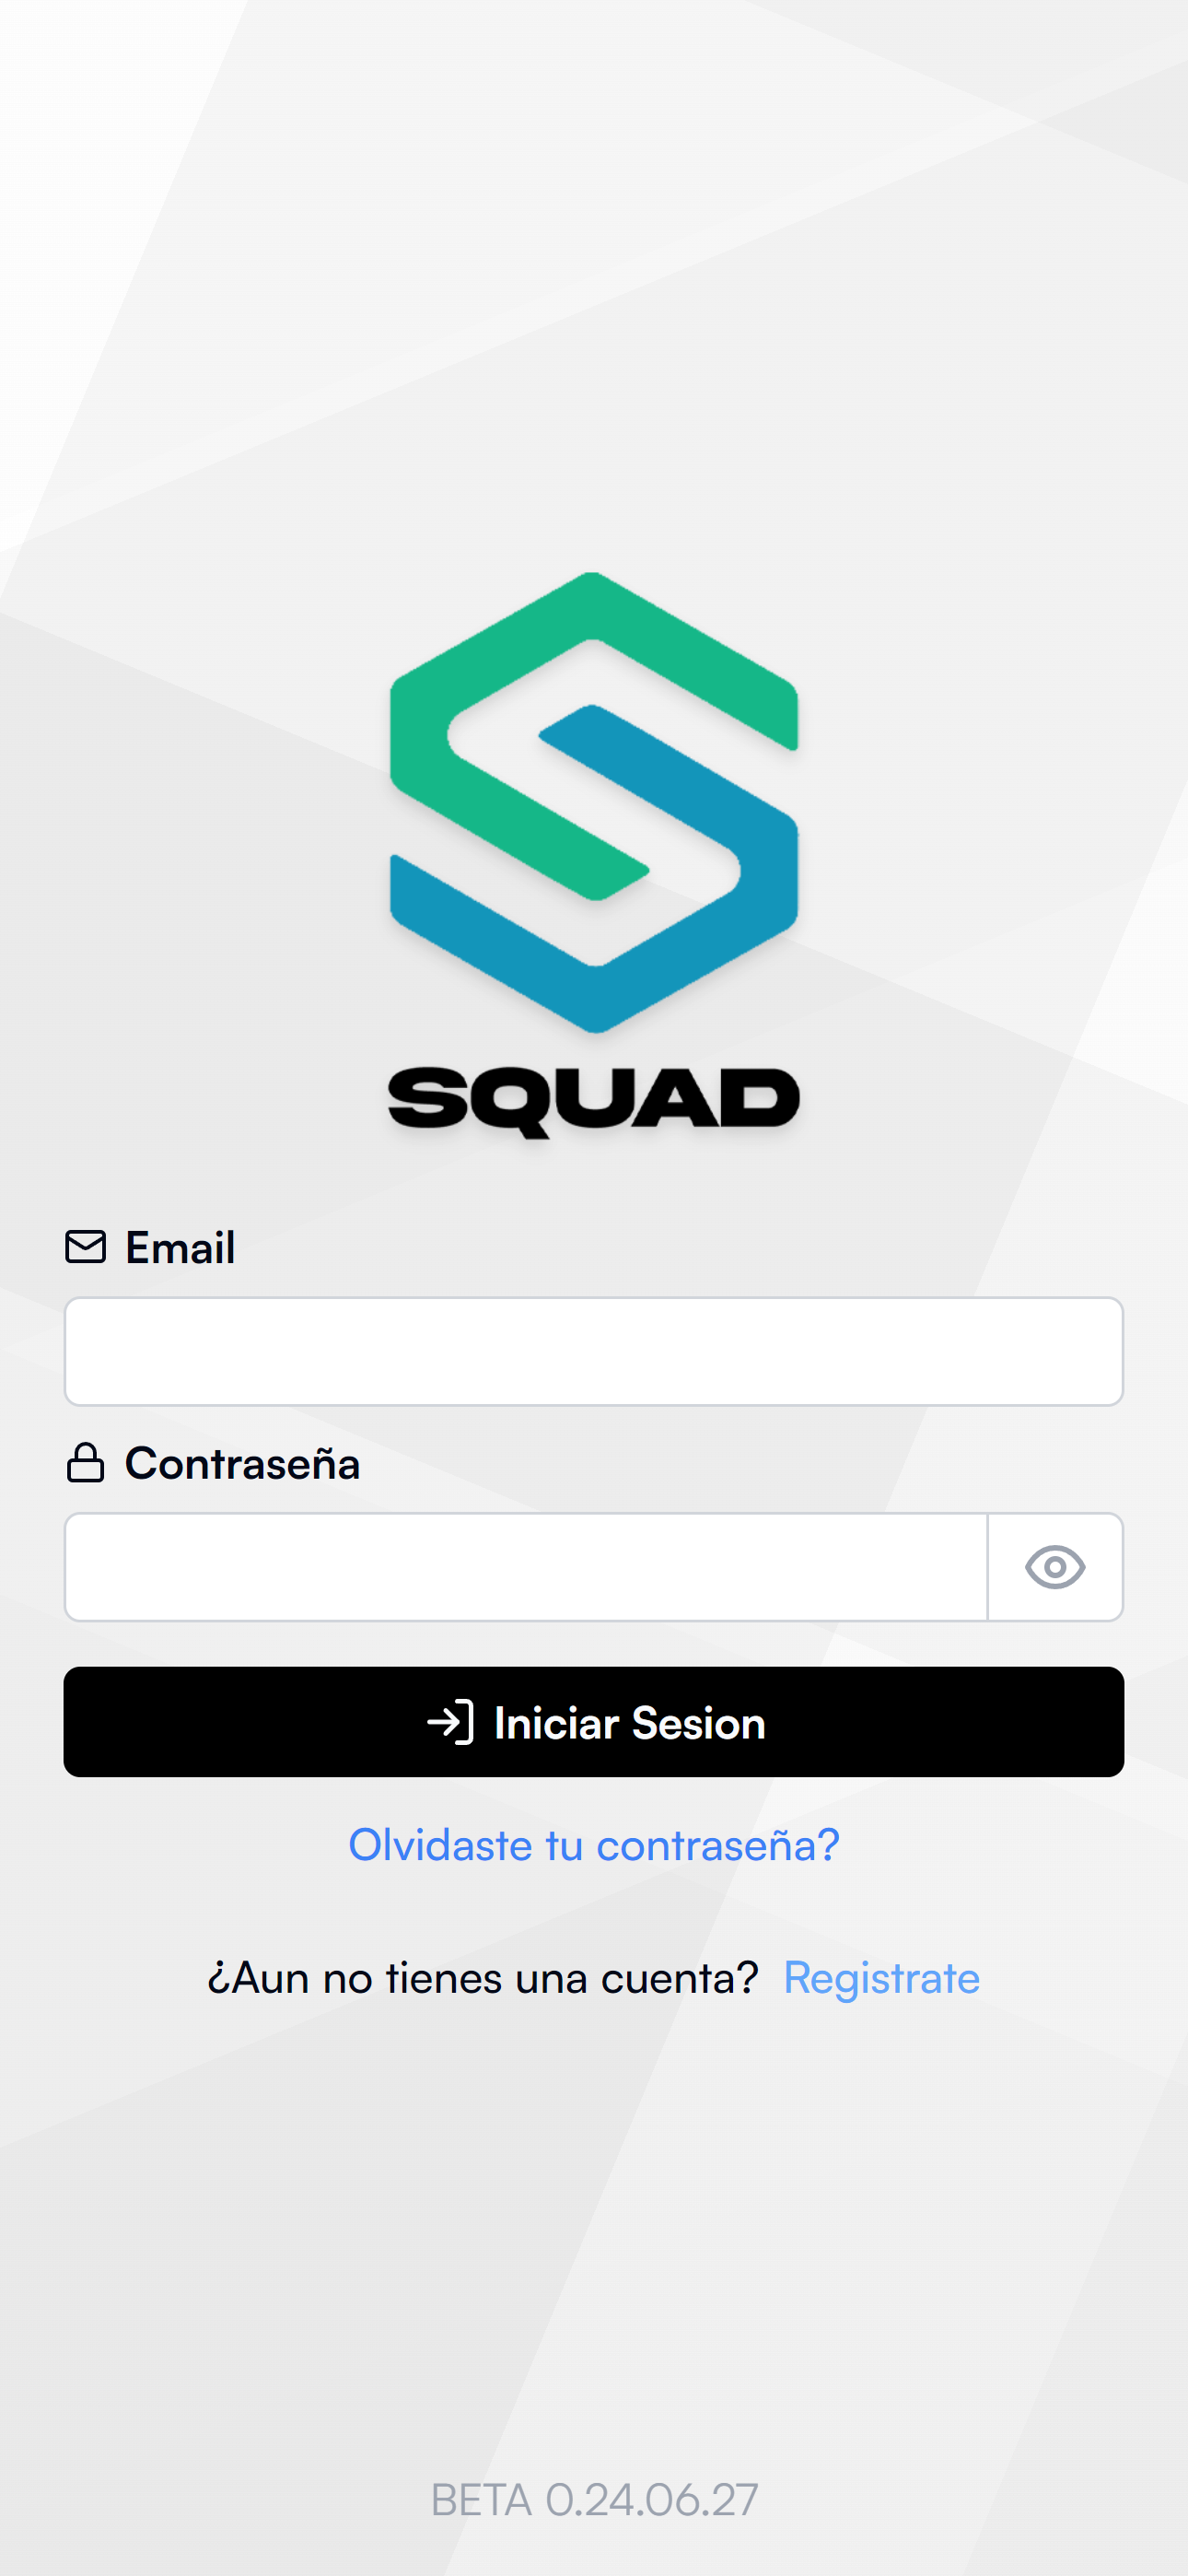 SQUAD
Email
Contraseña
Iniciar Sesion
Olvidaste tu contraseña?
¿Aun no tienes una cuenta? Registrate
BETA 0.24.06.27